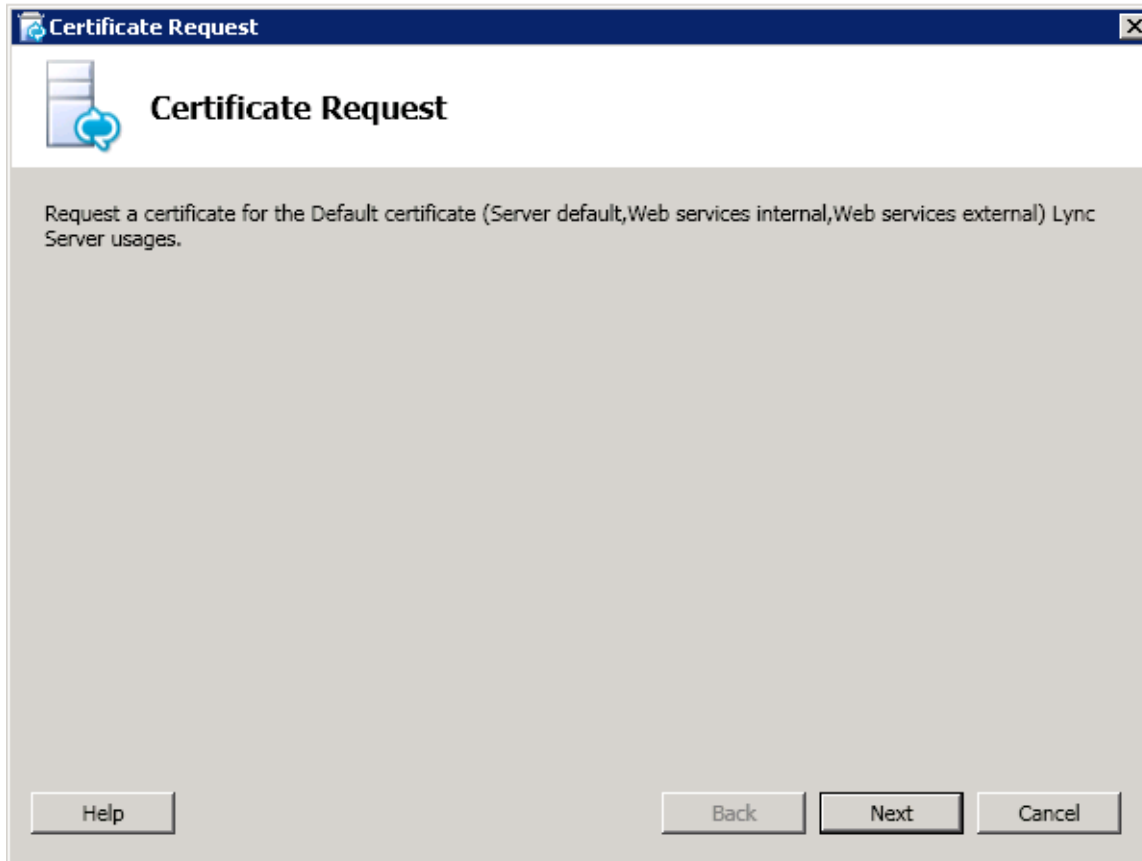 Certificate Request
Certificate Request
Request a certificate for the Default certificate (Server default,Web services internal,Web services external) Lync
Server usages.
Help
Back
Next
Cancel